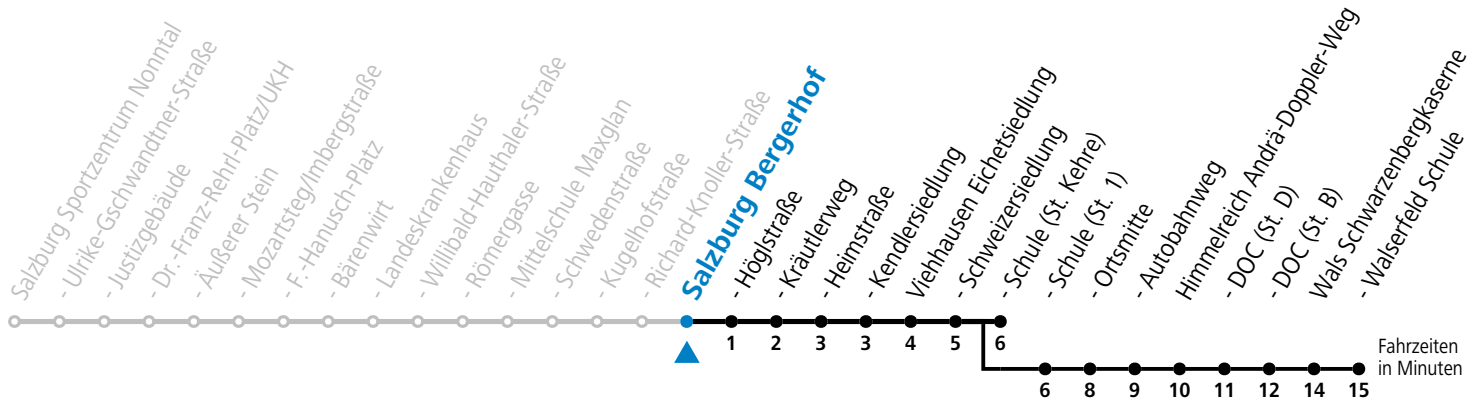 Salzburg Sportzentrum Nonntal
- Ulrike-Gschwandtner-Straße
- Justizgebäude
- Dr.-Franz-Rehrl-Platz/UKH
- Äußerer Stein
- Mozartsteg/Imbergstraße
- F.-Hanusch-Platz
- Bärenwirt
- Landeskrankenhaus
- Willibald-Hauthaler-Straße
- Römergasse
- Mittelschule Maxglan
- Schwedenstraße
- Kugelhofstraße
- Richard-Knoller-Straße
Salzburg Bergerhof
- Höglstraße
- Kräutlerweg
- Heimstraße
- Kendlersiedlung
Viehhausen Eichetsiedlung
- Schweizersiedlung
- Schule (St. Kehre)
- Schule (St. 1)
- Ortsmitte
- Autobahnweg
Himmelreich Andrä-Doppler-Weg
- DOC (St. D)
- DOC (St. B)
Wals Schwarzenbergkaserne
- Walserfeld Schule
1 2 3 3 4 5 6
Fahrzeiten
in Minuten
6 8 9 10 11 12 14 15